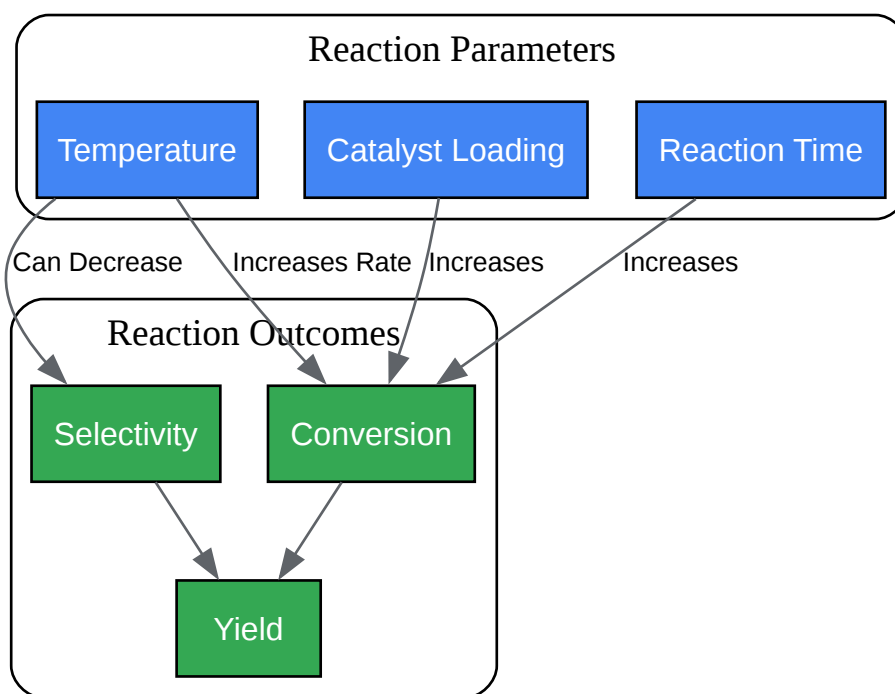 Reaction Parameters
Temperature
Catalyst Loading
Reaction Time
Can Decrease
Increases Rate
Increases
Increases
Reaction Outcomes
Selectivity
Conversion
Yield